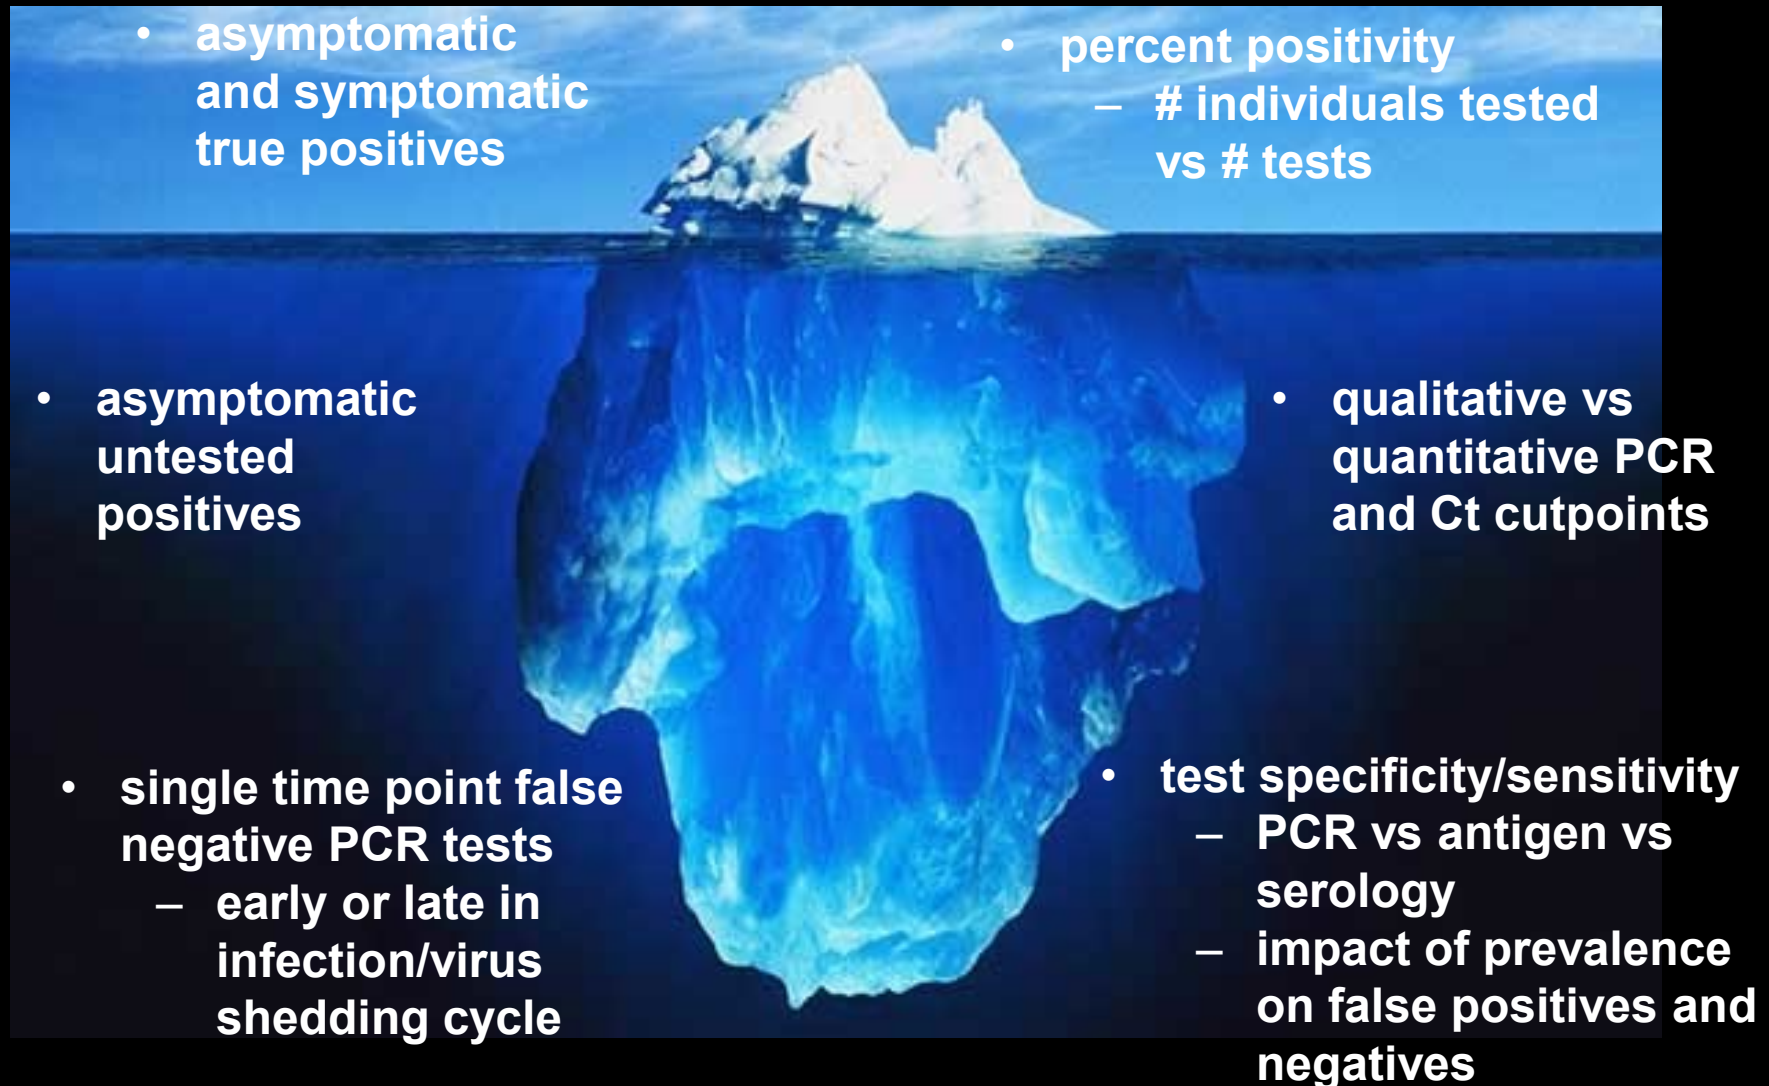 • asymptomatic
and symptomatic
true positives
• percent positivity
– # individuals tested
vs # tests
• asymptomatic
untested
positives
• qualitative vs
quantitative PCR
and Ct cutpoints
• single time point false
negative PCR tests
– early or late in
infection/virus
shedding cycle
• test specificity/sensitivity
– PCR vs antigen vs
serology
– impact of prevalence
on false positives and
negatives